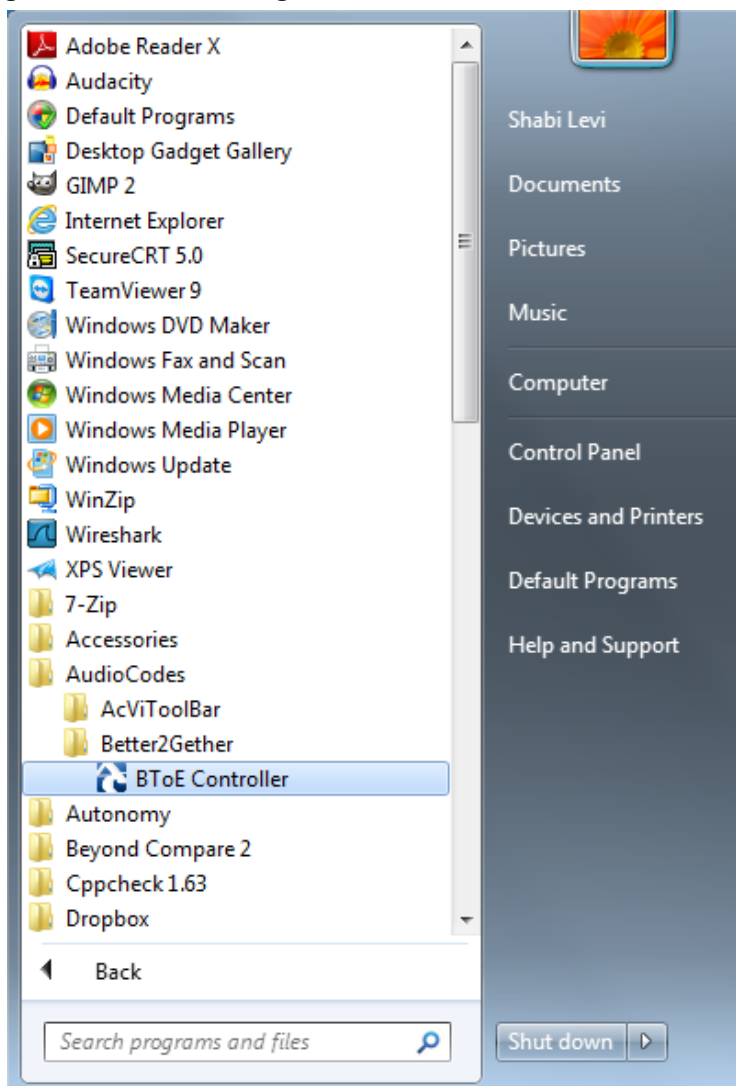 Adobe Reader X
Audacity
Default Programs
Desktop Gadget Gallery
GIMP 2
Internet Explorer
SecureCRT 5.0
TeamViewer 9
Windows DVD Maker
Windows Fax and Scan
Windows Media Center
Windows Media Player
Windows Update
WinZip
Wireshark
XPS Viewer
7-Zip
Accessories
AudioCodes
AcViToolBar
Better2Gether
BToE Controller
Autonomy
Beyond Compare 2
Cppcheck 1.63
Dropbox
Back
Search programs and files
Shabi Levi
Documents
Pictures
Music
Computer
Control Panel
Devices and Printers
Default Programs
Help and Support
Shut down